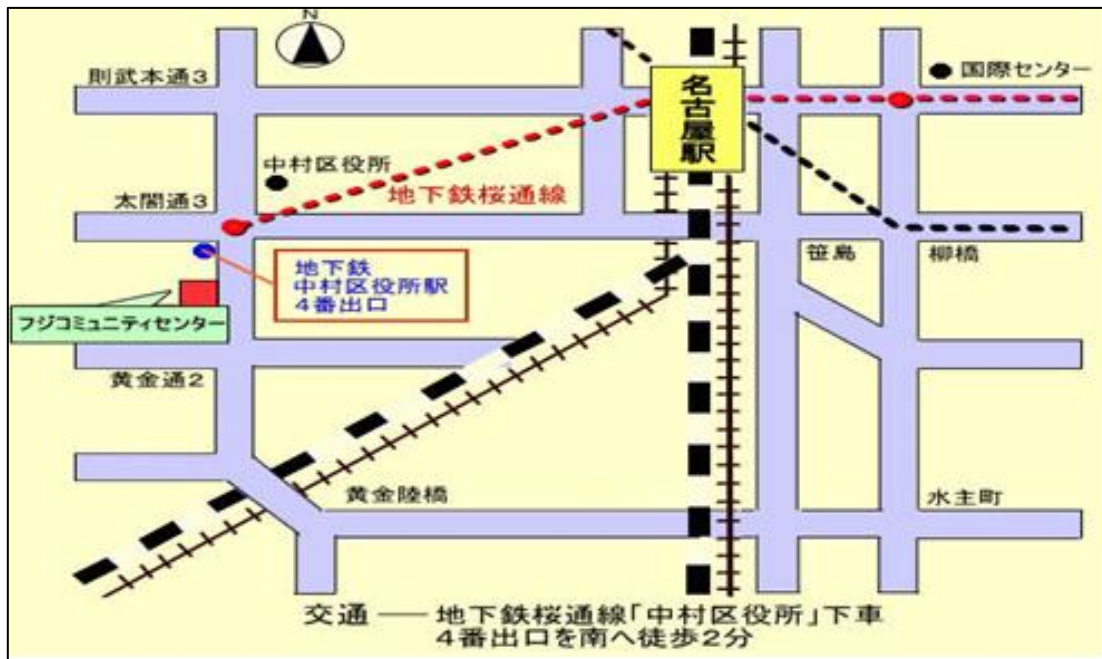 N
則武本通3
国際センター
名古屋駅
中村区役所
地下鉄桜通線
太閤通3
笹島
柳橋
地下鉄
中村区役所駅
4番出口
フジコミュニティセンター
黄金通2
黄金陸橋
水主町
交通 ── 地下鉄桜通線「中村区役所」下車
4番出口を南へ徒歩2分